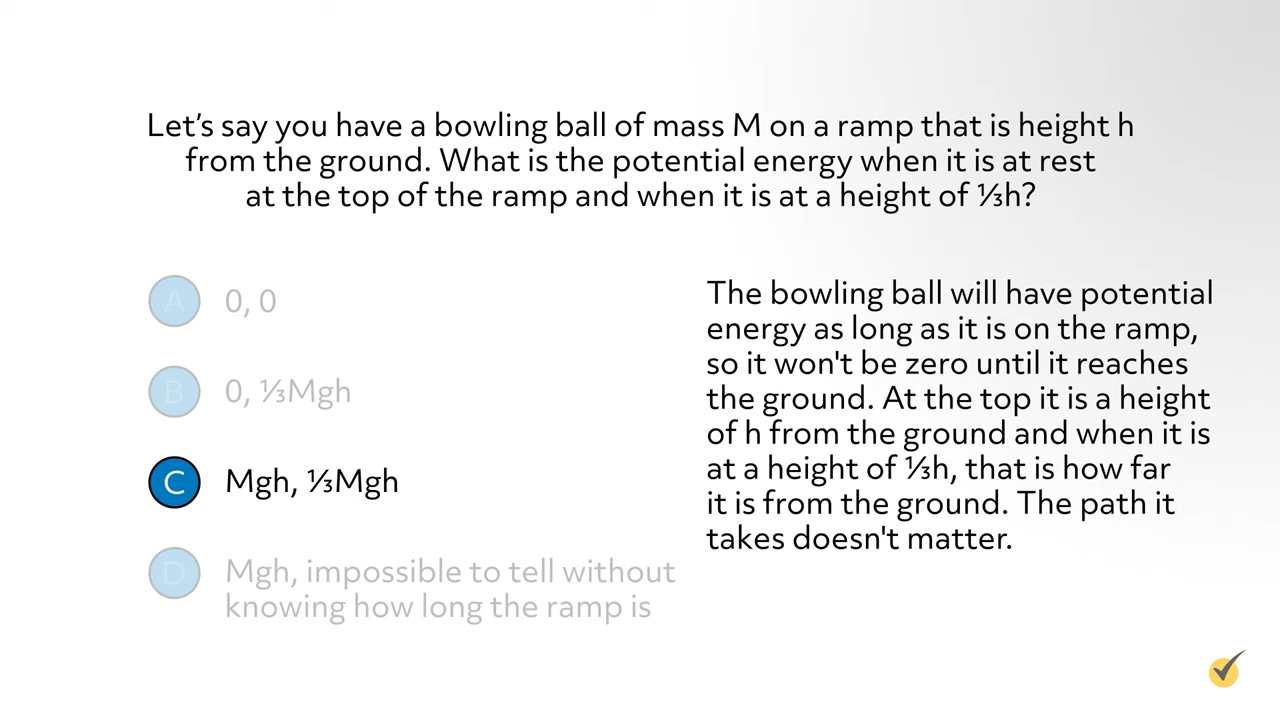 Let’s say you have a bowling ball of mass M on a ramp that is height h
from the ground. What is the potential energy when it is at rest
at the top of the ramp and when it is at a height of ⅓h?
A 0, 0
B 0, ⅓Mgh
C Mgh, ⅓Mgh
D Mgh, impossible to tell without
knowing how long the ramp is
The bowling ball will have potential
energy as long as it is on the ramp,
so it won't be zero until it reaches
the ground. At the top it is a height
of h from the ground and when it is
at a height of ⅓h, that is how far
it is from the ground. The path it
takes doesn't matter.